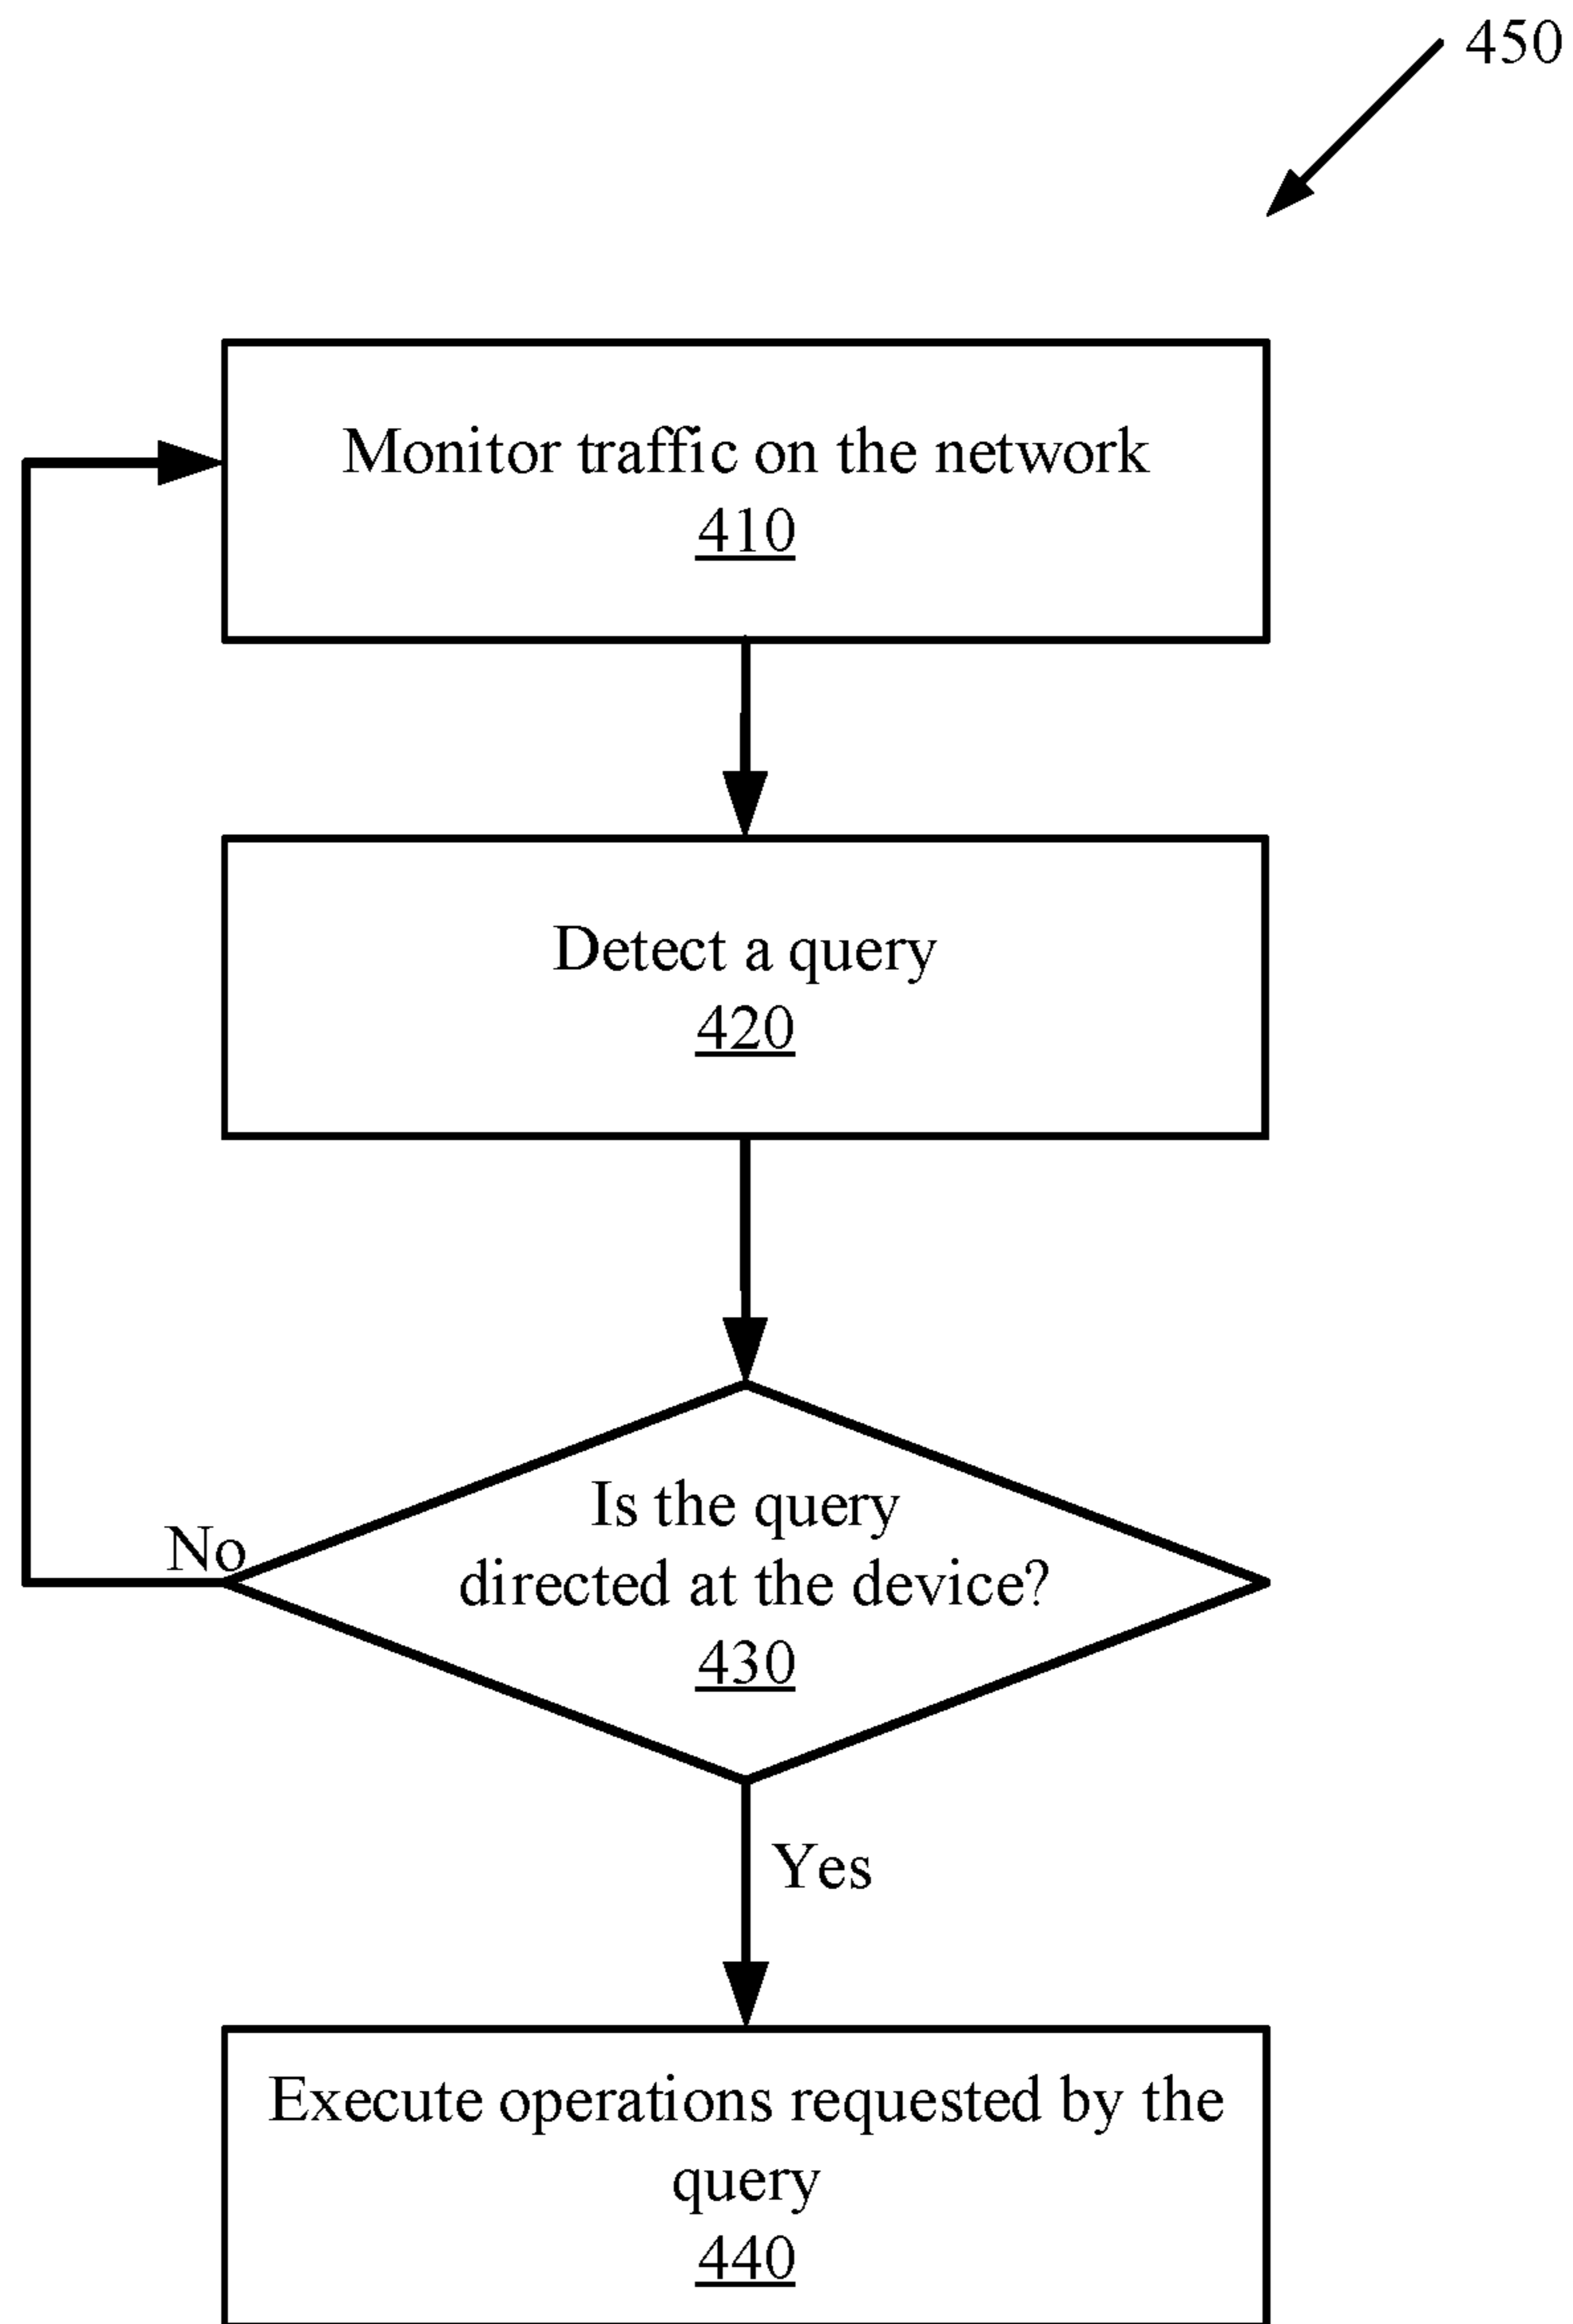 450
Monitor traffic on the network
410
Detect a query
420
Is the query
directed at the device?
430
No
Yes
Execute operations requested by the
query
440